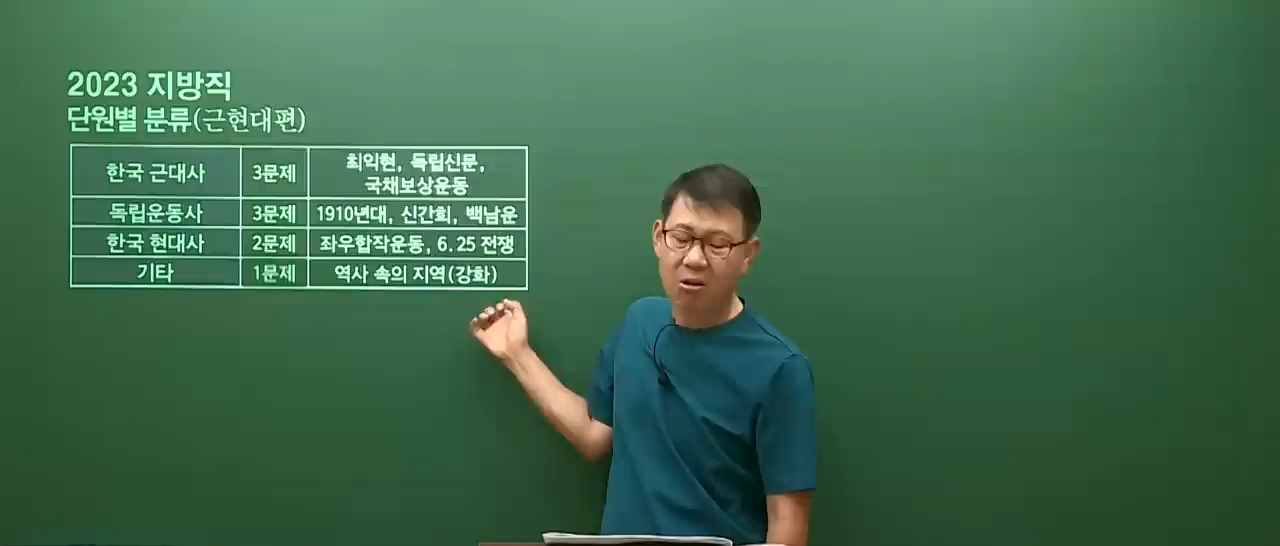 2023 지방직
단원별 분류(근현대편)
한국 근대사 3문제 최익현, 독립신문,
국채보상운동
독립운동사 3문제 1910년대, 신간회, 백남운
한국 현대사 2문제 좌우합작운동, 6.25 전쟁
기타 1문제 역사 속의 지역(강화)